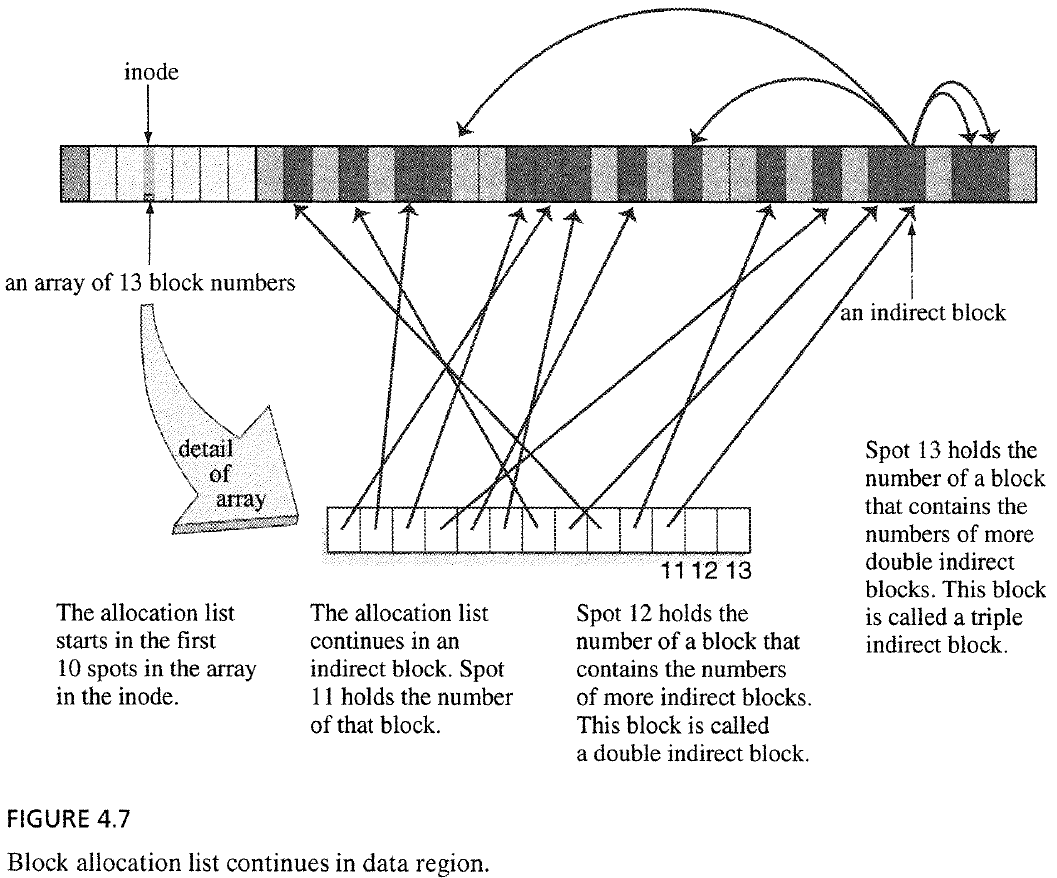 inode
an array of 13 block numbers
an indirect block
detail
of
array
11 12 13
Spot 13 holds the
number of a block
that contains the
numbers of more
double indirect
blocks. This block
is called a triple
indirect block.
The allocation list
starts in the first
10 spots in the array
in the inode.
The allocation list
continues in an
indirect block. Spot
11 holds the number
of that block.
Spot 12 holds the
number of a block that
contains the numbers
of more indirect blocks.
This block is called
a double indirect block.
FIGURE 4.7
Block allocation list continues in data region.